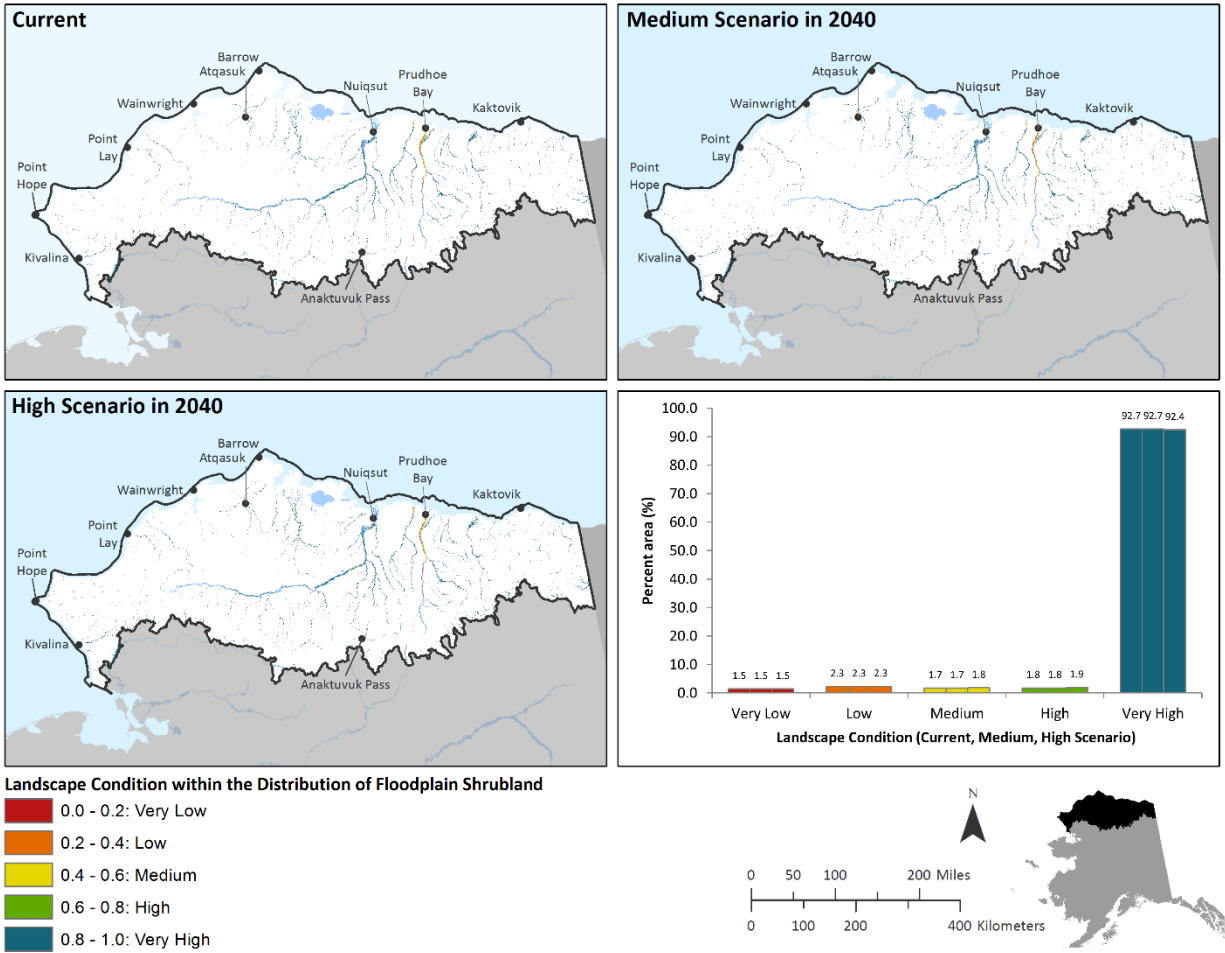 Current
Barrow
Atqasuk
Wainwright
Nuiqsut
Prudhoe
Bay
Kaktovik
Point
Lay
Point
Hope
Kivalina
Anaktuvuk Pass
Medium Scenario in 2040
Barrow
Atqasuk
Wainwright
Nuiqsut
Prudhoe
Bay
Kaktovik
Point
Lay
Point
Hope
Kivalina
Anaktuvuk Pass
High Scenario in 2040
Barrow
Atqasuk
Wainwright
Nuiqsut
Prudhoe
Bay
Kaktovik
Point
Lay
Point
Hope
Kivalina
Anaktuvuk Pass
Percent area (%)
100.0
90.0
80.0
70.0
60.0
50.0
40.0
30.0
20.0
10.0
0.0
1.5 1.5 1.5
2.3 2.3 2.3
1.7 1.7 1.8
1.8 1.8 1.9
92.7 92.7 92.4
Very Low Low Medium High Very High
Landscape Condition (Current, Medium, High Scenario)
Landscape Condition within the Distribution of Floodplain Shrubland
0.0 - 0.2: Very Low
0.2 - 0.4: Low
0.4 - 0.6: Medium
0.6 - 0.8: High
0.8 - 1.0: Very High
N
0 50 100 200 Miles
0 100 200 400 Kilometers